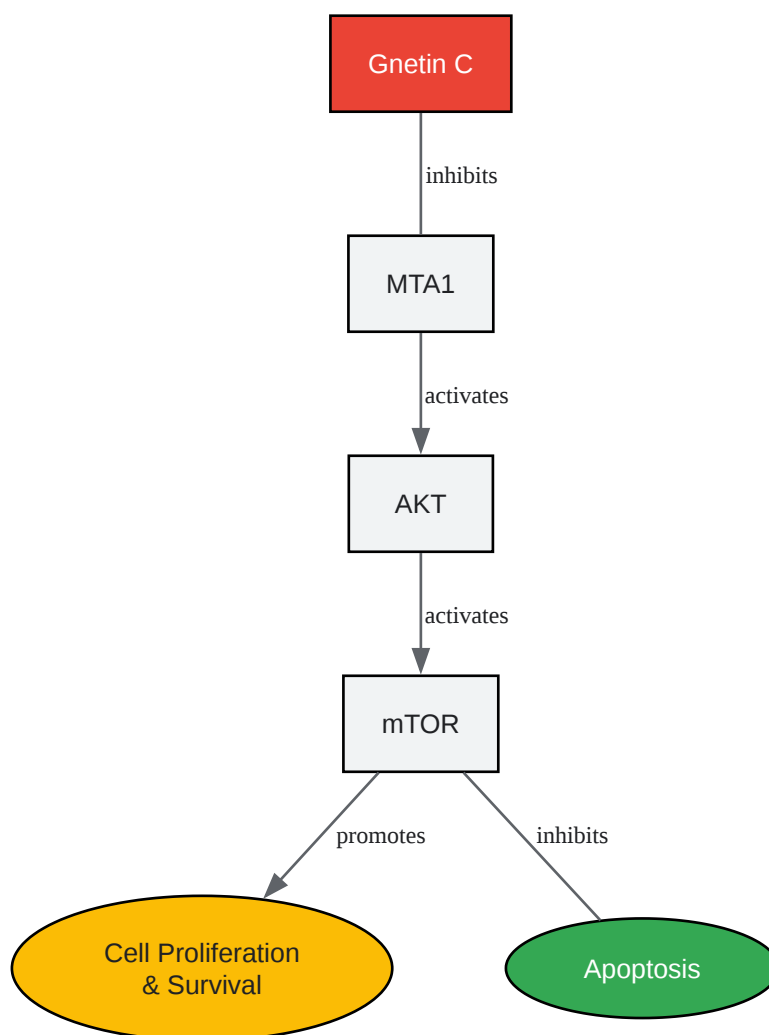 Gnetin C
inhibits
MTA1
activates
AKT
activates
mTOR
promotes
inhibits
Cell Proliferation
& Survival
Apoptosis